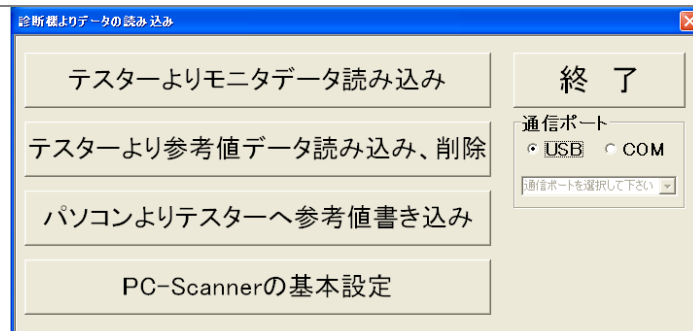 診断機よりデータの読み込み
テスターよりモニタデータ読み込み
テスターより参考値データ読み込み、削除
パソコンよりテスターへ参考値書き込み
PC-Scannerの基本設定
終 了
通信ポート
USB
COM
通信ポートを選択して下さい